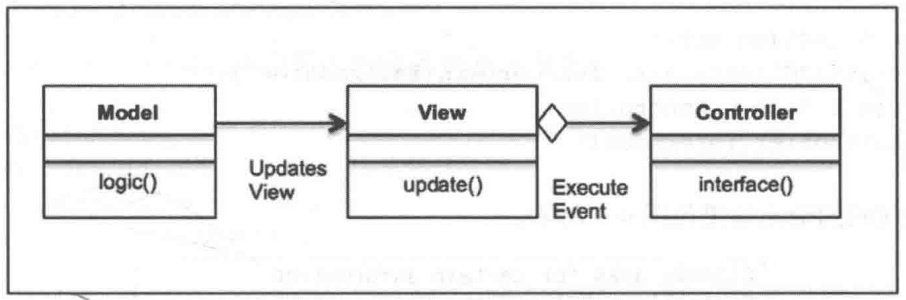 Model
View
Controller
logic()
Updates
View
update()
Execute
Event
interface()